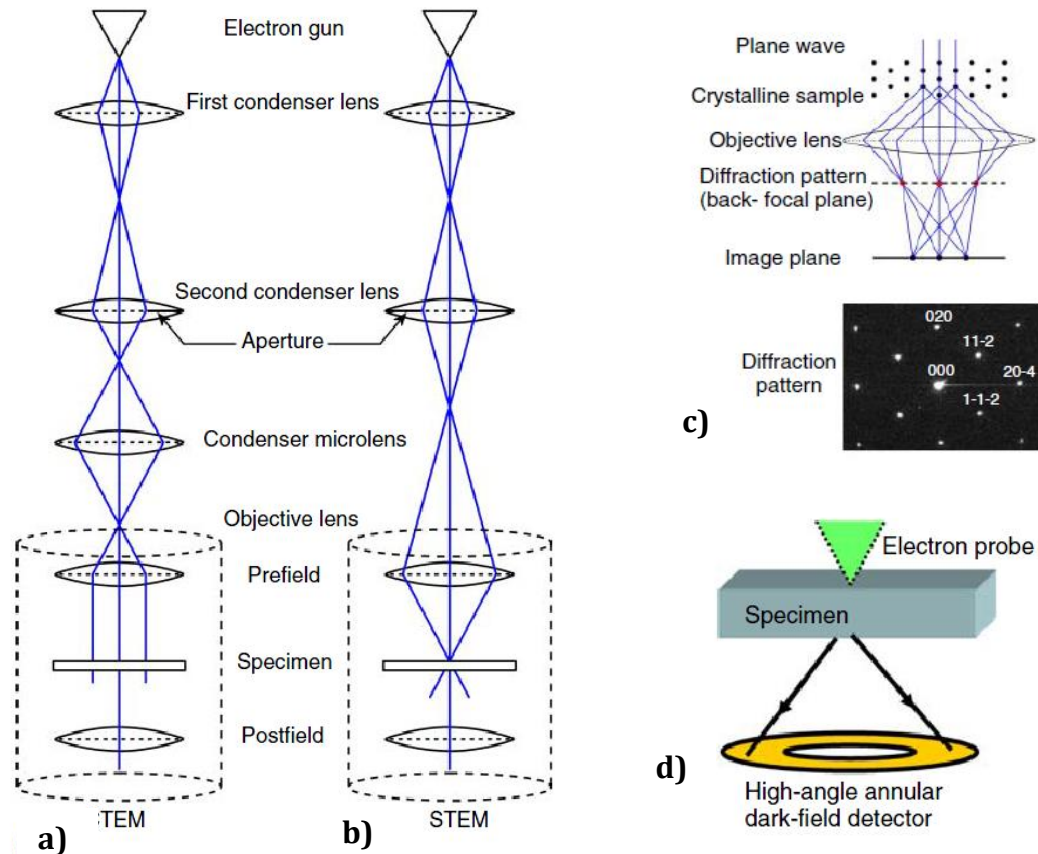 Electron gun
First condenser lens
Second condenser lens
Aperture
Condenser microlens
Objective lens
Prefield
Specimen
Postfield
a)
CTEM
b)
STEM
Plane wave
Crystalline sample
Objective lens
Diffraction pattern
(back- focal plane)
Image plane
Diffraction
pattern
020
11-2
000
20-4
1-1-2
c)
Electron probe
Specimen
d)
High-angle annular
dark-field detector